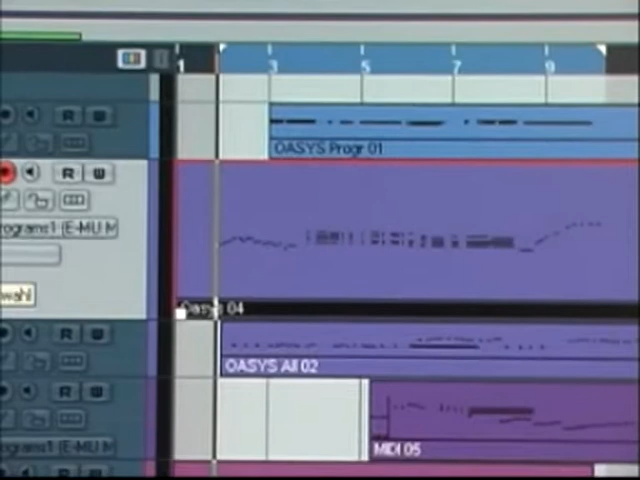 1 3 5 7 9
R W
OASYS Progr 01
R W
rograms1 (E-MU M
wahl
Oasys 04
R W
OASYS All 02
R W
rograms1 (E-MU M
MIDI 05